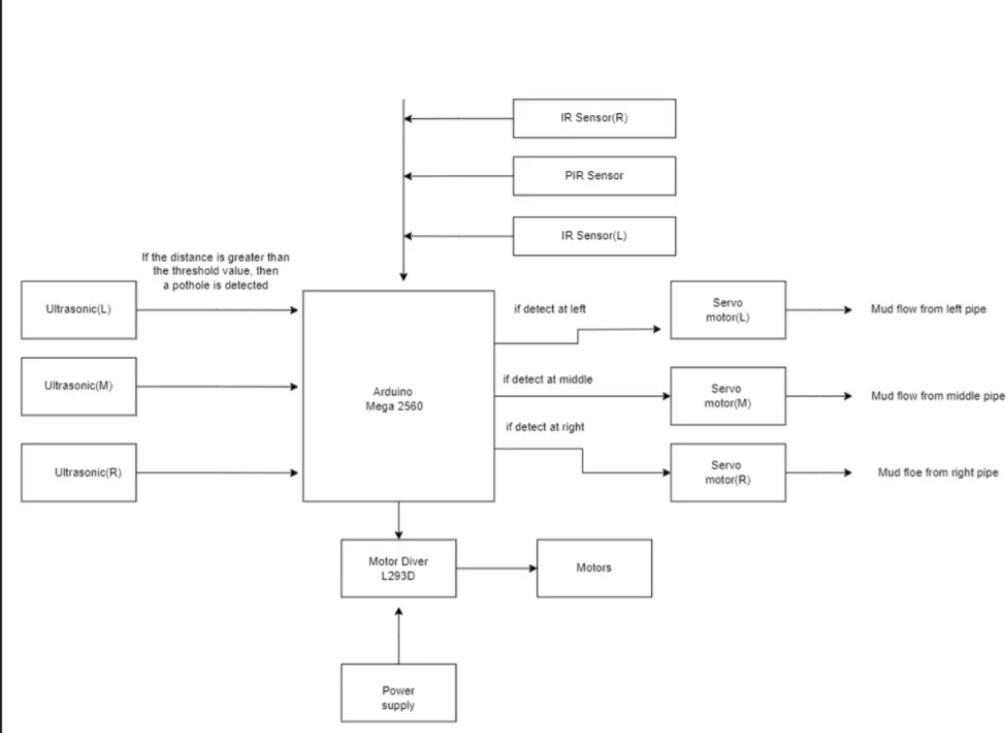 IR Sensor(R)
PIR Sensor
IR Sensor(L)
If the distance is greater than
the threshold value, then
a pothole is detected
Ultrasonic(L)
Ultrasonic(M)
Ultrasonic(R)
Arduino
Mega 2560
if detect at left
if detect at middle
if detect at right
Servo
motor(L)
Servo
motor(M)
Servo
motor(R)
Mud flow from left pipe
Mud flow from middle pipe
Mud floe from right pipe
Motor Diver
L293D
Motors
Power
supply